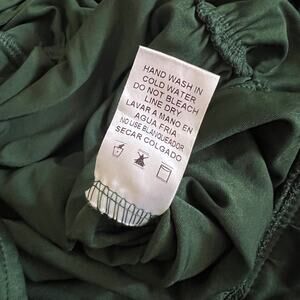 HAND WASH IN
COLD WATER
DO NOT BLEACH
LINE DRY
LAVAR A MANO EN
AGUA FRIA
NO USE BLANQUEADOR
SECAR COLGADO